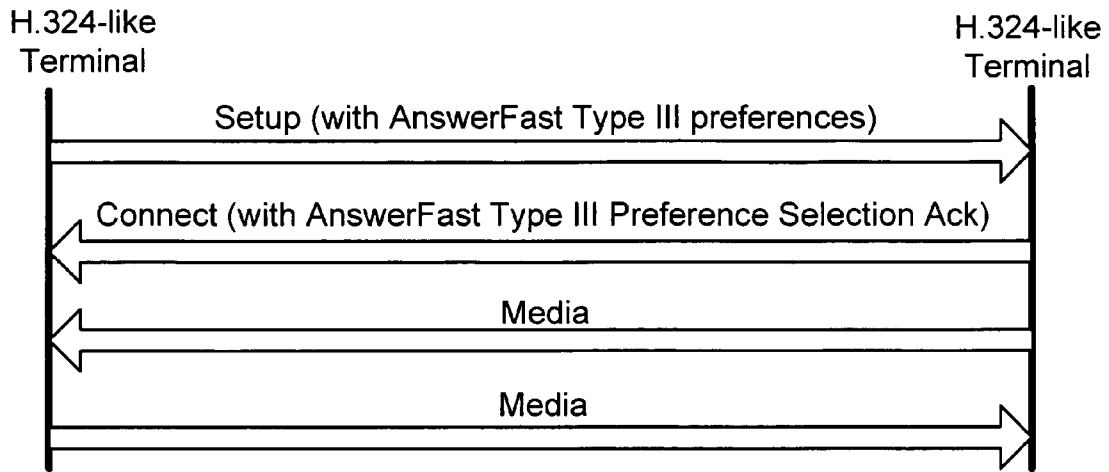 H.324-like
Terminal
H.324-like
Terminal
Setup (with AnswerFast Type III preferences)
Connect (with AnswerFast Type III Preference Selection Ack)
Media
Media